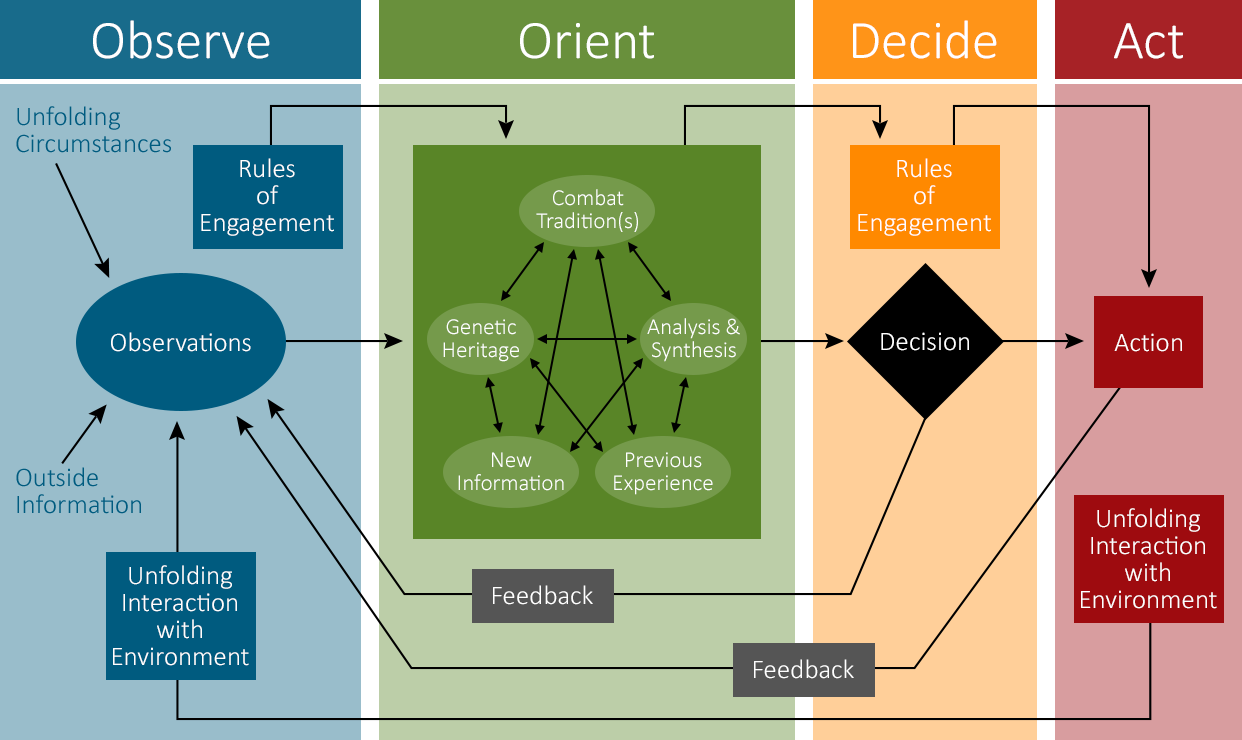 Observe
Orient
Decide
Act
Unfolding
Circumstances
Rules
of
Engagement
Observations
Outside
Information
Unfolding
Interaction
with
Environment
Combat
Tradition(s)
Genetic
Heritage
Analysis &
Synthesis
New
Information
Previous
Experience
Feedback
Feedback
Rules
of
Engagement
Decision
Action
Unfolding
Interaction
with
Environment